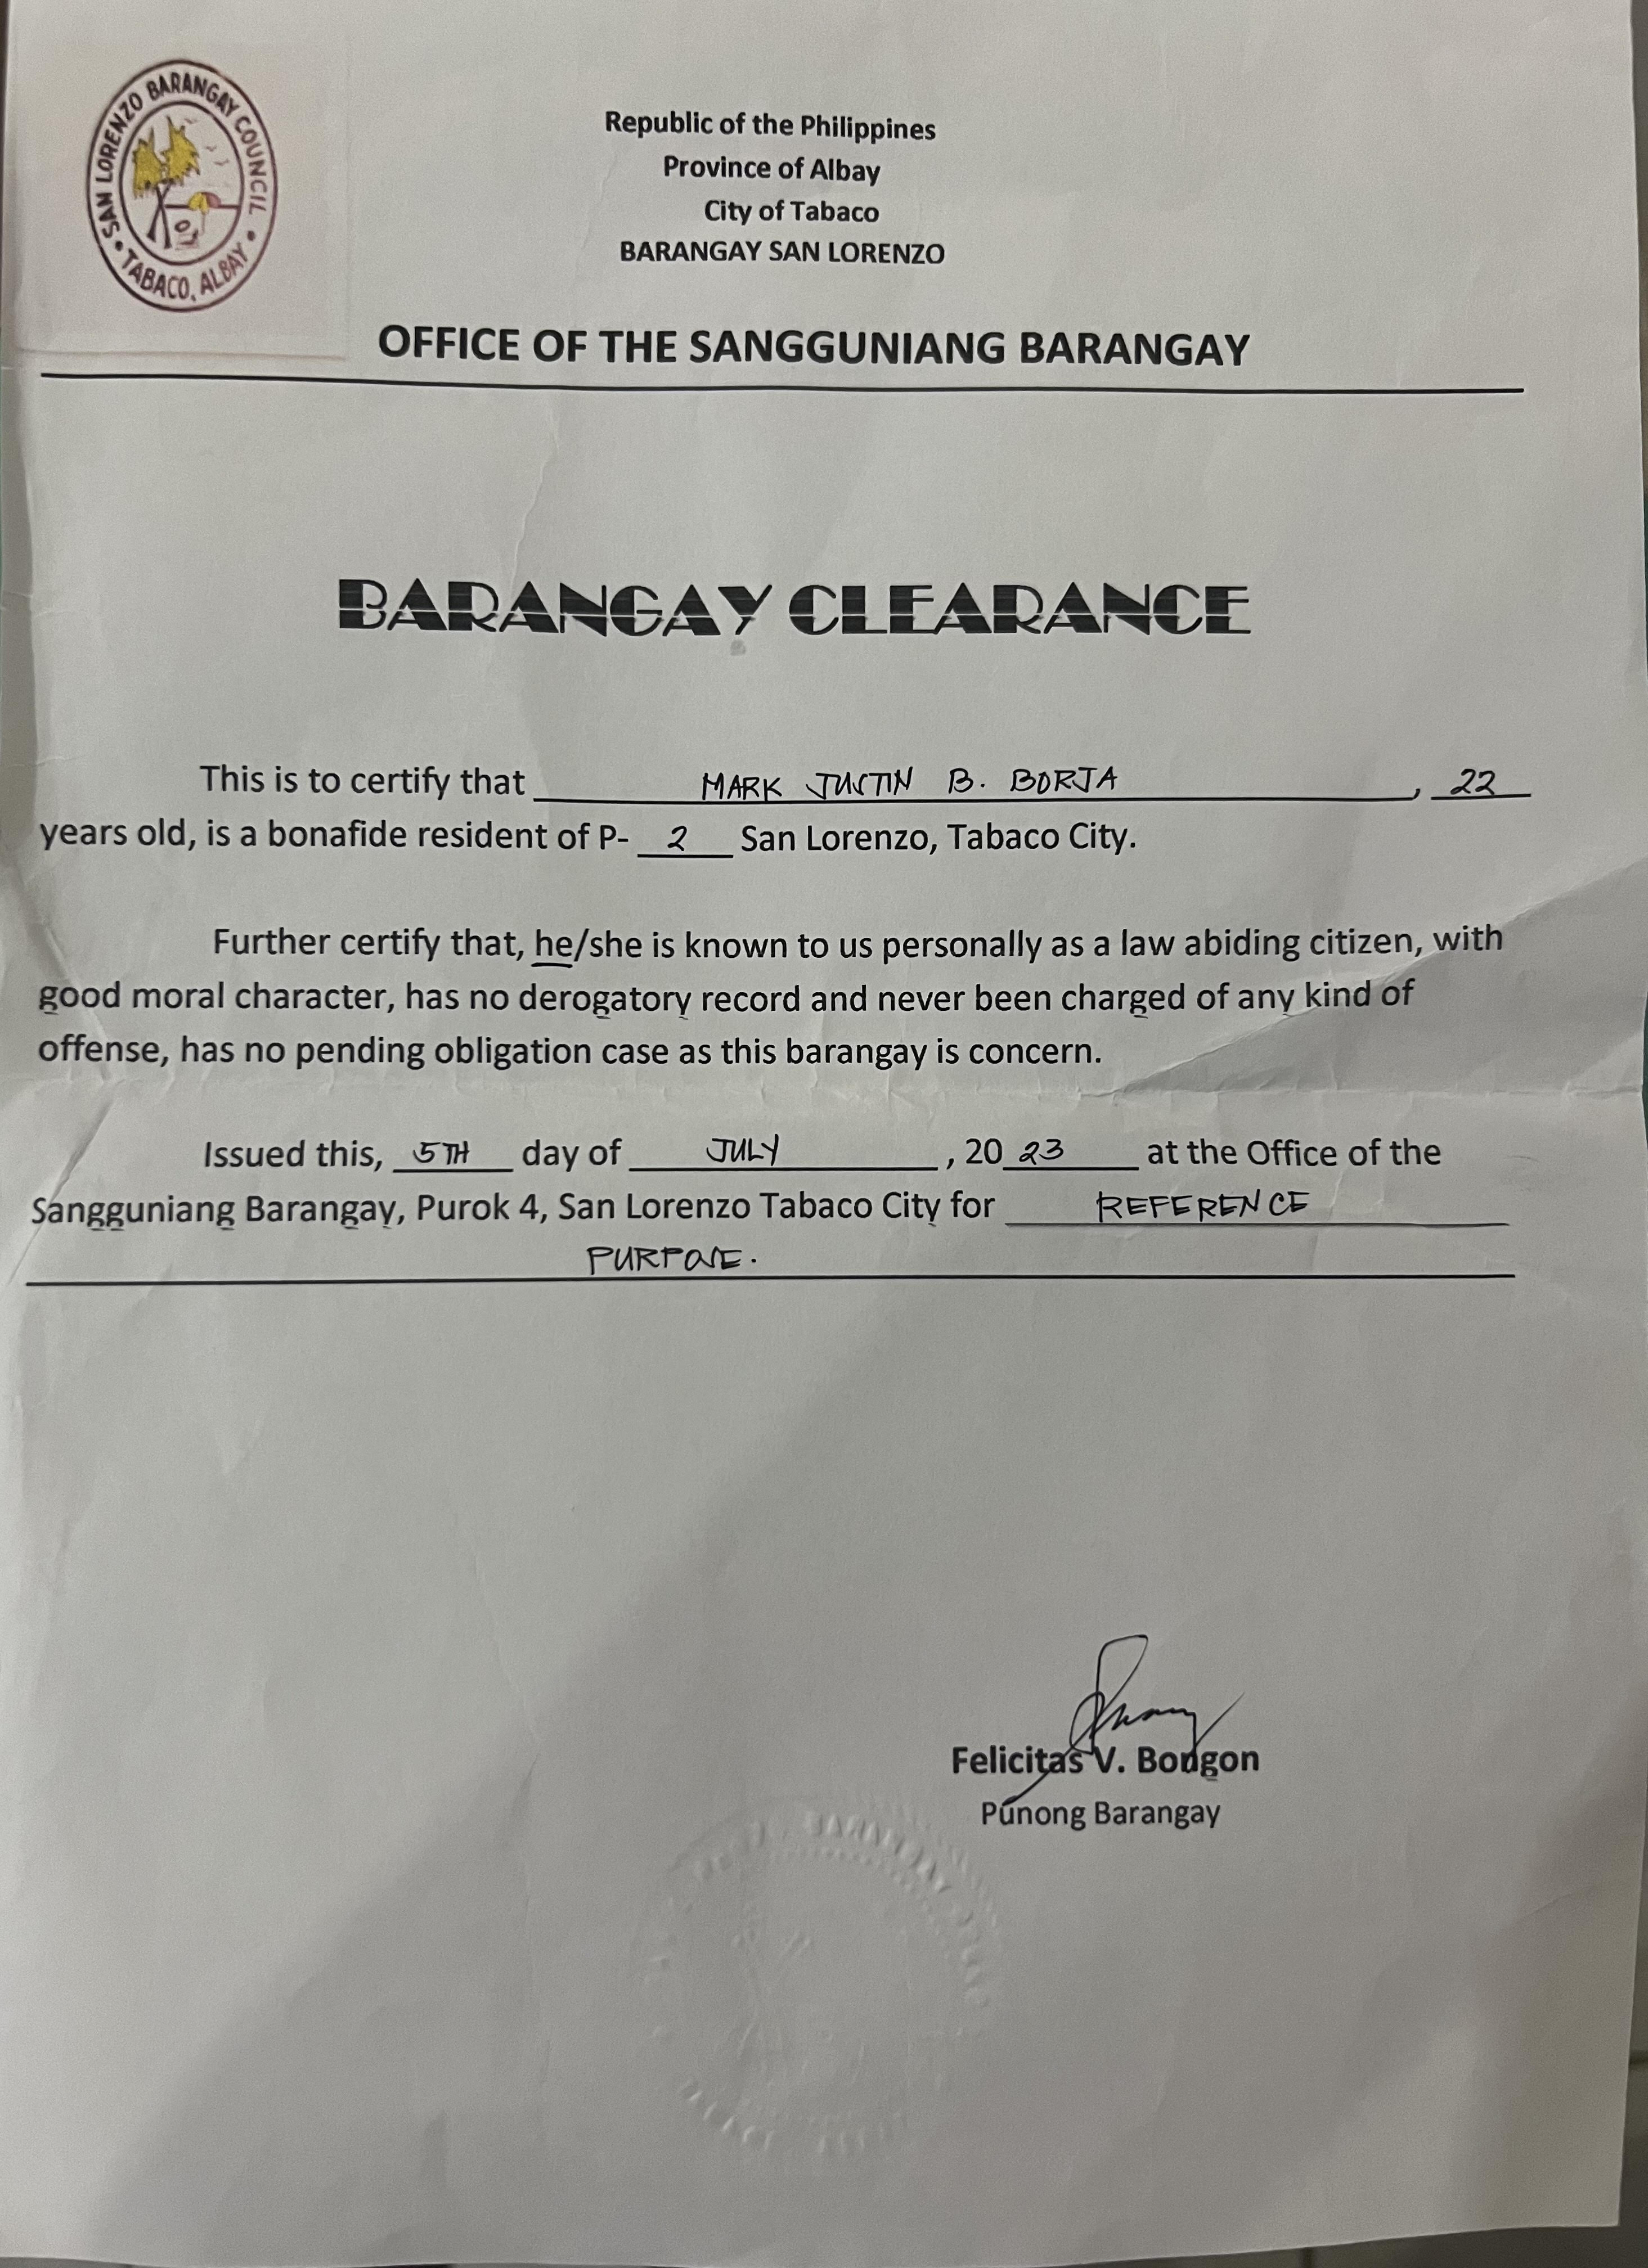 SAN LORENZO BARANGAY COUNCIL • TABACO, ALBAY •
Republic of the Philippines
Province of Albay
City of Tabaco
BARANGAY SAN LORENZO
OFFICE OF THE SANGGUNIANG BARANGAY
BARANGAY CLEARANCE
This is to certify that MARK JUSTIN B. BORJA, 22
years old, is a bonafide resident of P- 2 San Lorenzo, Tabaco City.
Further certify that, he/she is known to us personally as a law abiding citizen, with
good moral character, has no derogatory record and never been charged of any kind of
offense, has no pending obligation case as this barangay is concern.
Issued this, 5TH day of JULY, 20 23 at the Office of the
Sangguniang Barangay, Purok 4, San Lorenzo Tabaco City for REFERENCE
PURPOSE.
Felicitas V. Bongon
Punong Barangay